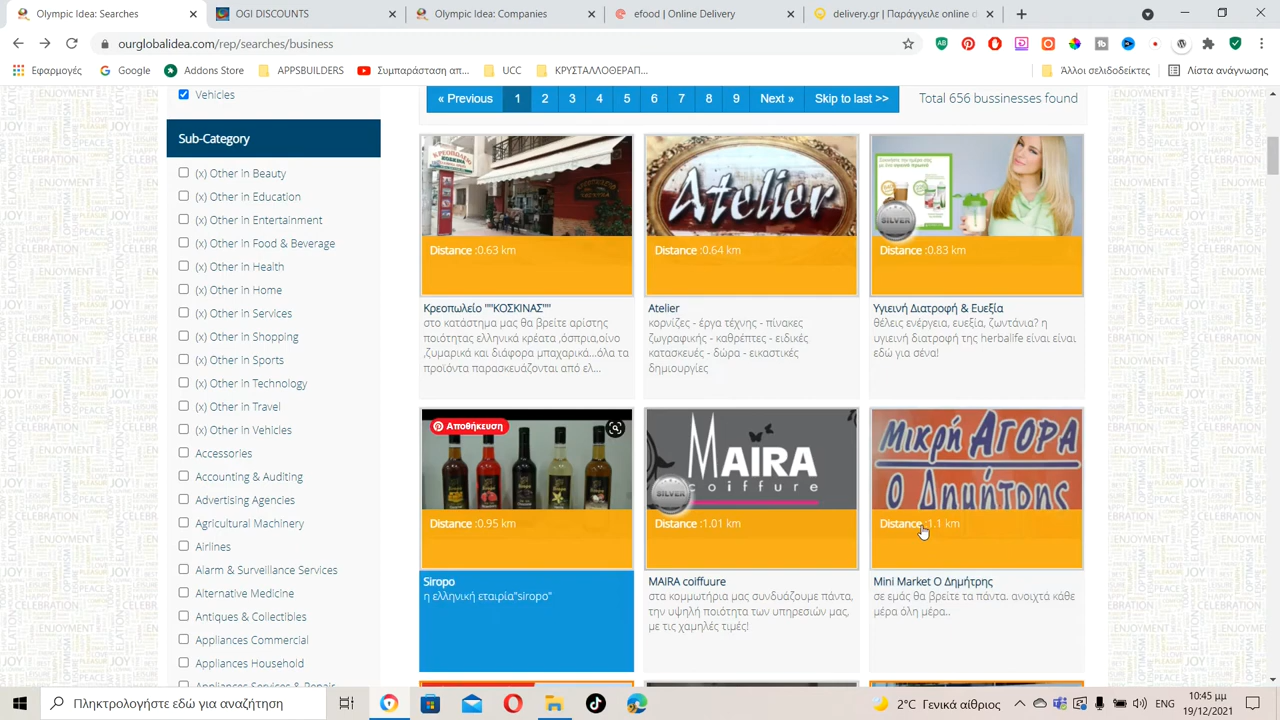 Olympic Idea: Searches
OGI DISCOUNTS
Olympic Idea: Companies
efood | Online Delivery
delivery.gr | Παράγγειλε online d
ourglobalidea.com/rep/searches/business
Εφαρμογές
Google
Addons Store
APPSBUILDERS
Συμπαράσταση απ...
UCC
ΚΡΥΣΤΑΛΛΟΘΕΡΑΠ...
Άλλοι σελιδοδείκτες
Λίστα ανάγνωσης
Vehicles
« Previous 1 2 3 4 5 6 7 8 9 Next » Skip to last >>
Total 656 bussinesses found
Sub-Category
(x) Other In Beauty
(x) Other In Education
(x) Other In Entertainment
(x) Other In Food & Beverage
(x) Other In Health
(x) Other In Home
(x) Other In Services
(x) Other In Shopping
(x) Other In Sports
(x) Other In Technology
(x) Other In Travel
(x) Other In Vehicles
Accessories
Accounting & Auditing
Advertising Agencies
Agricultural Machinery
Airlines
Alarm & Surveillance Services
Alternative Medicine
Antiques & Collectibles
Appliances Commercial
Appliances Household
Distance :0.63 km
Κρεοπωλείο ""ΚΟΣΚΙΝΑΣ""
στο κατάστημα μας θα βρείτε αρίστης
ποιότητας ελληνικά κρέατα ,όσπρια,οίνο
,ζυμαρικά και διάφορα μπαχαρικά...όλα τα
προϊόντα παρασκευάζονται από ελ...
Atelier
Distance :0.64 km
Atelier
κορνίζες - έργα τέχνης - πίνακες
ζωγραφικής - καθρέπτες - ειδικές
κατασκευές - δώρα - εικαστικές
δημιουργίες
SILVER
Distance :0.83 km
Υγιεινή Διατροφή & Ευεξία
θέλεις ενέργεια, ευεξία, ζωντάνια? η
υγιεινή διατροφή της herbalife είναι είναι
εδώ για σένα!
Αποθήκευση
Distance :0.95 km
Siropo
η ελληνική εταιρία"siropo"
MAIRA
coiffure
SILVER
Distance :1.01 km
MAIRA coiffuure
στα κομμωτήρια μας συνδυάζουμε πάντα,
την υψηλή ποιότητα των υπηρεσιών μας,
με τις χαμηλές τιμές!
Μικρή ΑΓΟΡΑ
Ο Δημήτρης
Distance :1.1 km
Mini Market Ο Δημήτρης
σε εμάς θα βρείτε τα πάντα. ανοιχτά κάθε
μέρα όλη μέρα..
Πληκτρολογήστε εδώ για αναζήτηση
2°C Γενικά αίθριος
ENG
10:45 μμ
19/12/2021